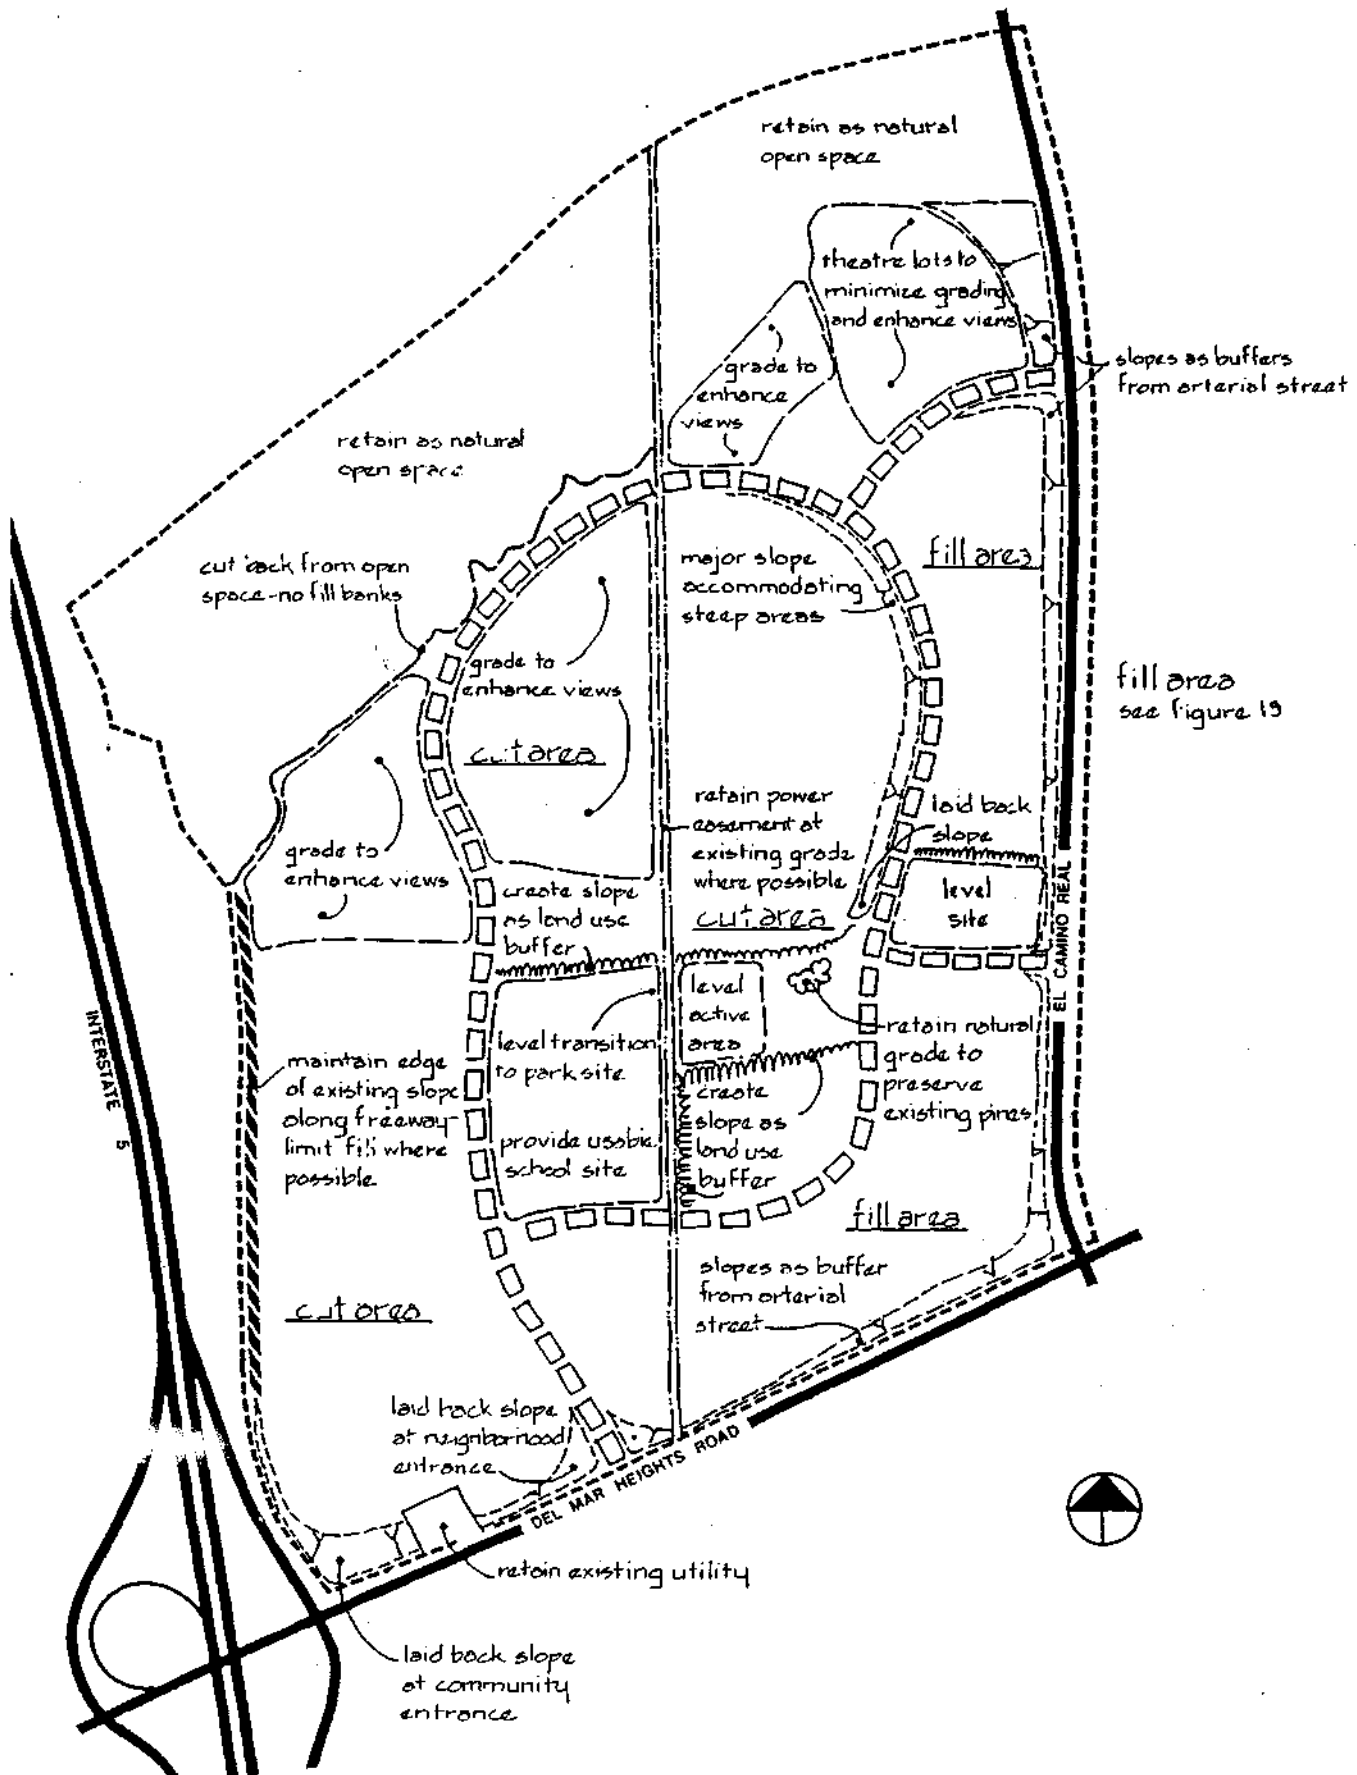 retain as natural
open space
theatre lots to
minimize grading
and enhance views
slopes as buffers
from arterial street
grade to
enhance
views
retain as natural
open space
fill area
cut back from open
space-no fill banks
major slope
accommodating
steep areas
grade to
enhance views
fill area
see figure 19
cut area
retain power
easement at
existing grade
where possible
laid back
slope
grade to
enhance views
create slope
as land use
buffer
cut area
level
site
EL CAMINO REAL
level
active
area
INTERSTATE 5
level transition
to park site
retain natural
grade to
preserve
existing pines
maintain edge
of existing slope
along freeway
limit fill where
possible
create
slope as
land use
buffer
provide usable
school site
fill area
slopes as buffer
from arterial
street
cut area
laid back slope
at neighborhood
entrance
DEL MAR HEIGHTS ROAD
retain existing utility
laid back slope
at community
entrance